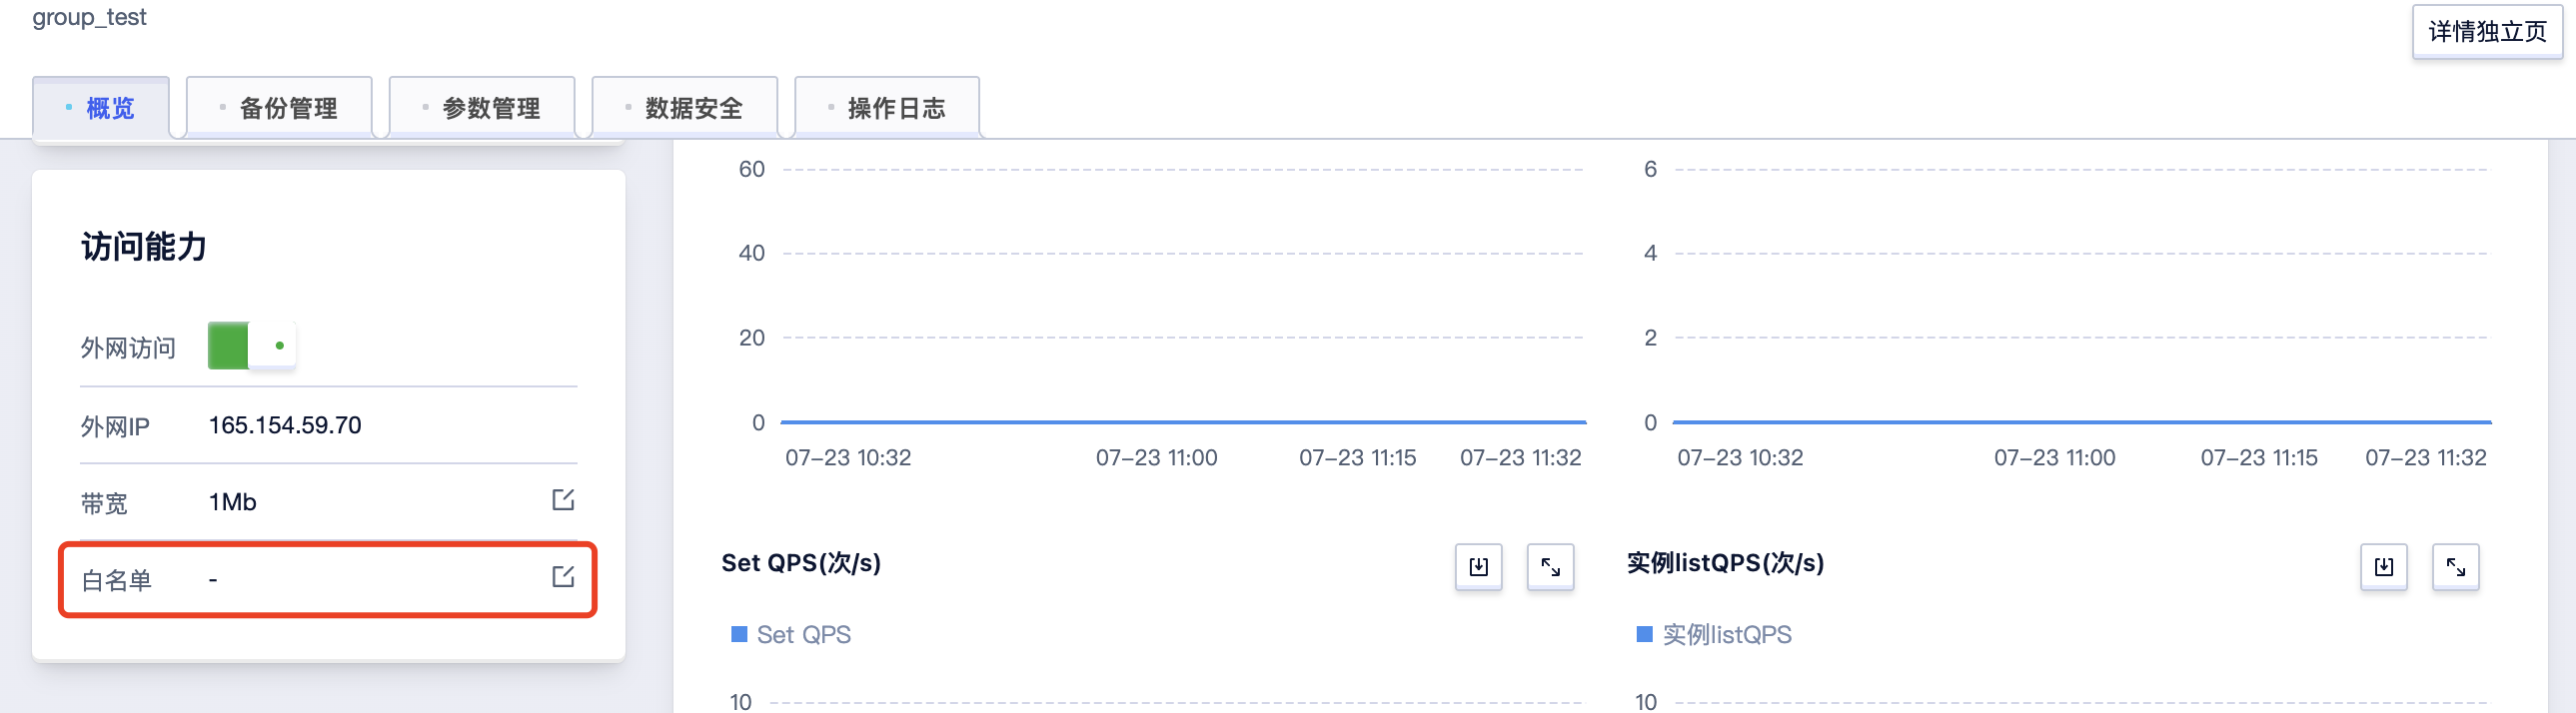 group_test
详情独立页
概览
备份管理
参数管理
数据安全
操作日志
访问能力
外网访问
外网IP 165.154.59.70
带宽 1Mb
白名单 -
60
40
20
0
07-23 10:32 07-23 11:00 07-23 11:15 07-23 11:32
6
4
2
0
07-23 10:32 07-23 11:00 07-23 11:15 07-23 11:32
Set QPS(次/s)
Set QPS
10
实例listQPS(次/s)
实例listQPS
10